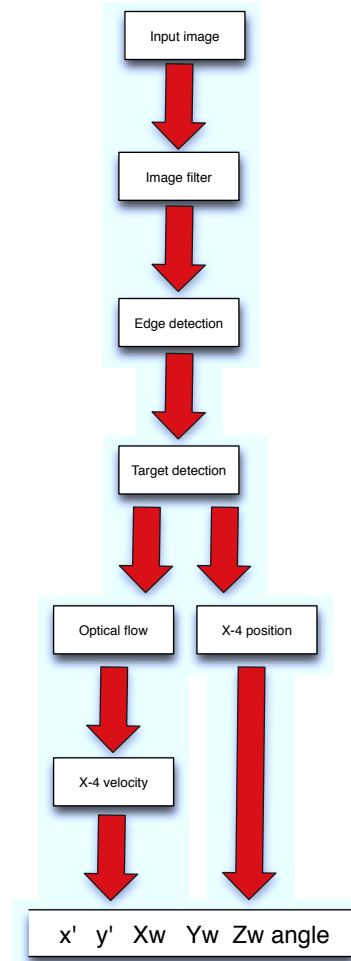 Input image
Image filter
Edge detection
Target detection
Optical flow
X-4 position
X-4 velocity
x' y' Xw Yw Zw angle